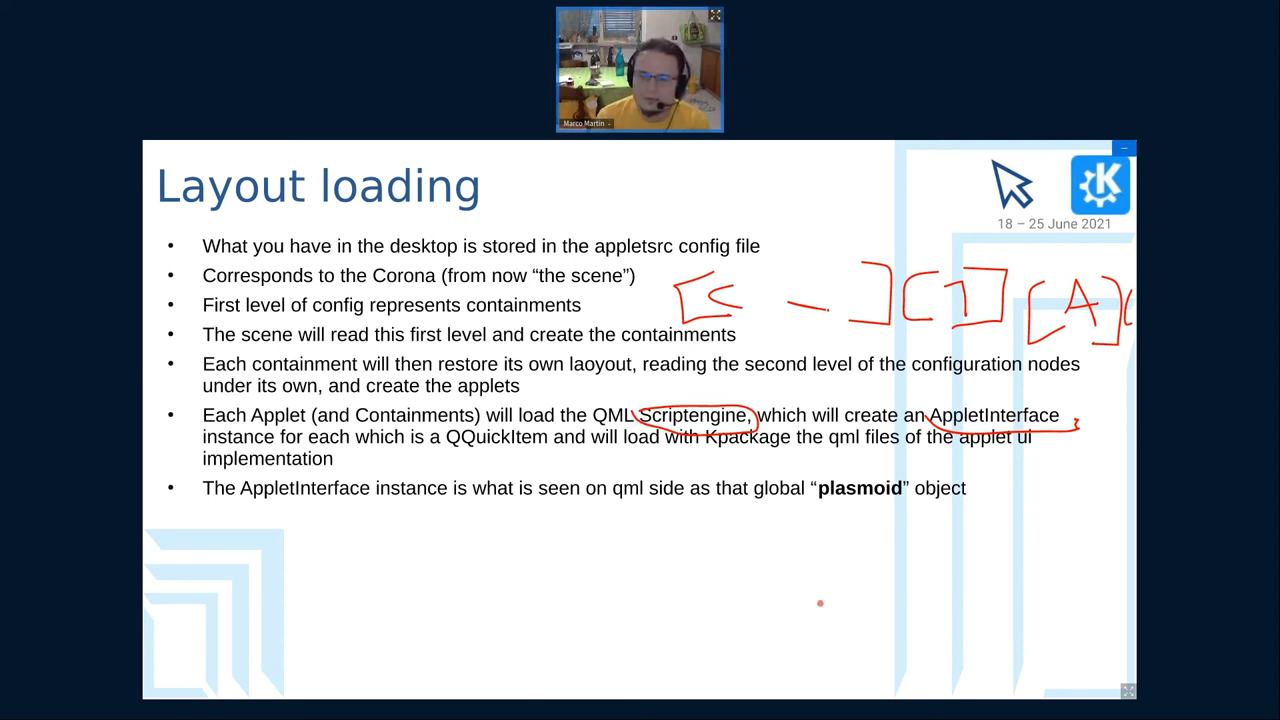 Marco Martin
Layout loading
K
18 – 25 June 2021
• What you have in the desktop is stored in the appletsrc config file
• Corresponds to the Corona (from now “the scene”)
• First level of config represents containments
[C – ] [1] [A] (
• The scene will read this first level and create the containments
• Each containment will then restore its own laoyout, reading the second level of the configuration nodes
under its own, and create the applets
• Each Applet (and Containments) will load the QML Scriptengine, which will create an AppletInterface
instance for each which is a QQuickItem and will load with Kpackage the qml files of the applet ui
implementation
• The AppletInterface instance is what is seen on qml side as that global “plasmoid” object